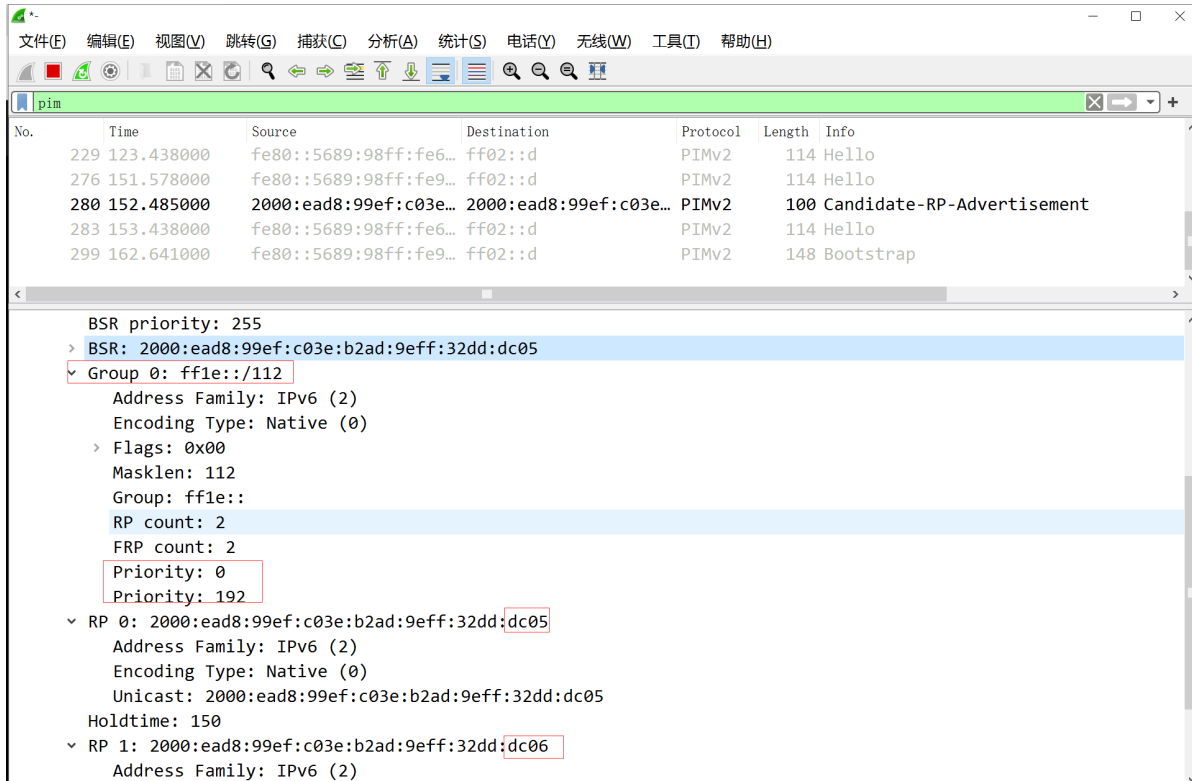 *-
文件(F) 编辑(E) 视图(V) 跳转(G) 捕获(C) 分析(A) 统计(S) 电话(Y) 无线(W) 工具(T) 帮助(H)
pim
No. Time Source Destination Protocol Length Info
229 123.438000 fe80::5689:98ff:fe6… ff02::d PIMv2 114 Hello
276 151.578000 fe80::5689:98ff:fe9… ff02::d PIMv2 114 Hello
280 152.485000 2000:ead8:99ef:c03e… 2000:ead8:99ef:c03e… PIMv2 100 Candidate-RP-Advertisement
283 153.438000 fe80::5689:98ff:fe6… ff02::d PIMv2 114 Hello
299 162.641000 fe80::5689:98ff:fe9… ff02::d PIMv2 148 Bootstrap
BSR priority: 255
BSR: 2000:ead8:99ef:c03e:b2ad:9eff:32dd:dc05
Group 0: ff1e::/112
Address Family: IPv6 (2)
Encoding Type: Native (0)
Flags: 0x00
Masklen: 112
Group: ff1e::
RP count: 2
FRP count: 2
Priority: 0
Priority: 192
RP 0: 2000:ead8:99ef:c03e:b2ad:9eff:32dd:dc05
Address Family: IPv6 (2)
Encoding Type: Native (0)
Unicast: 2000:ead8:99ef:c03e:b2ad:9eff:32dd:dc05
Holdtime: 150
RP 1: 2000:ead8:99ef:c03e:b2ad:9eff:32dd:dc06
Address Family: IPv6 (2)